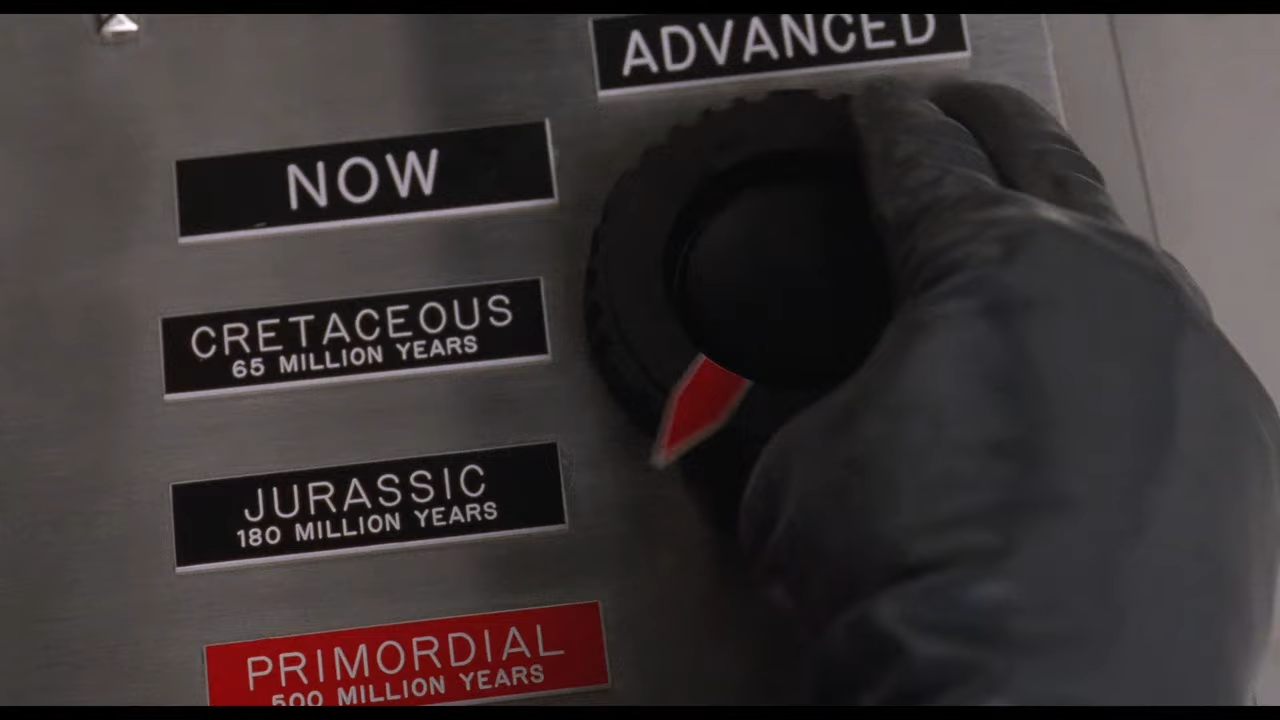 ADVANCED
NOW
CRETACEOUS
65 MILLION YEARS
JURASSIC
180 MILLION YEARS
PRIMORDIAL
500 MILLION YEARS